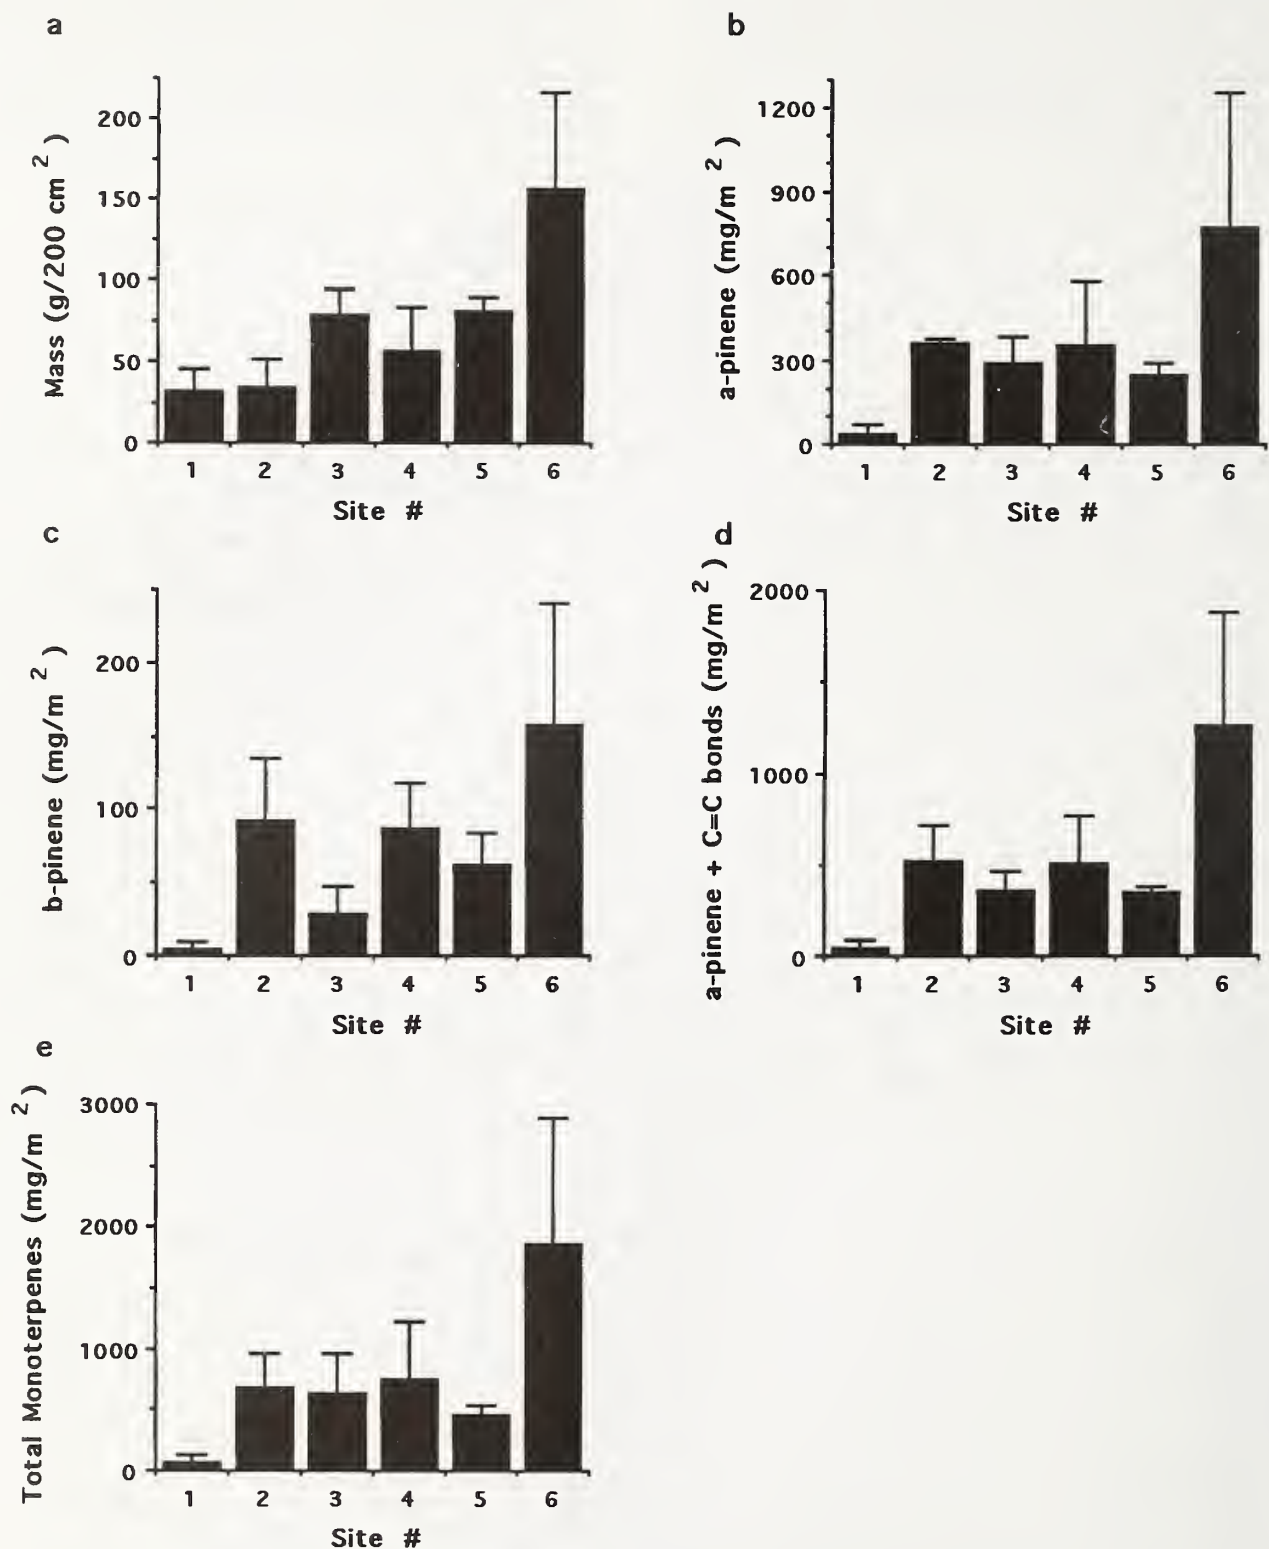 a
Mass (g/200 cm 2 )
200
150
100
50
0
1 2 3 4 5 6
Site #
b
a-pinene (mg/m 2 )
1200
900
600
300
0
1 2 3 4 5 6
Site #
c
b-pinene (mg/m 2 )
200
100
0
1 2 3 4 5 6
Site #
d
a-pinene + C=C bonds (mg/m 2 )
2000
1000
0
1 2 3 4 5 6
Site #
e
Total Monoterpenes (mg/m 2 )
3000
2000
1000
0
1 2 3 4 5 6
Site #